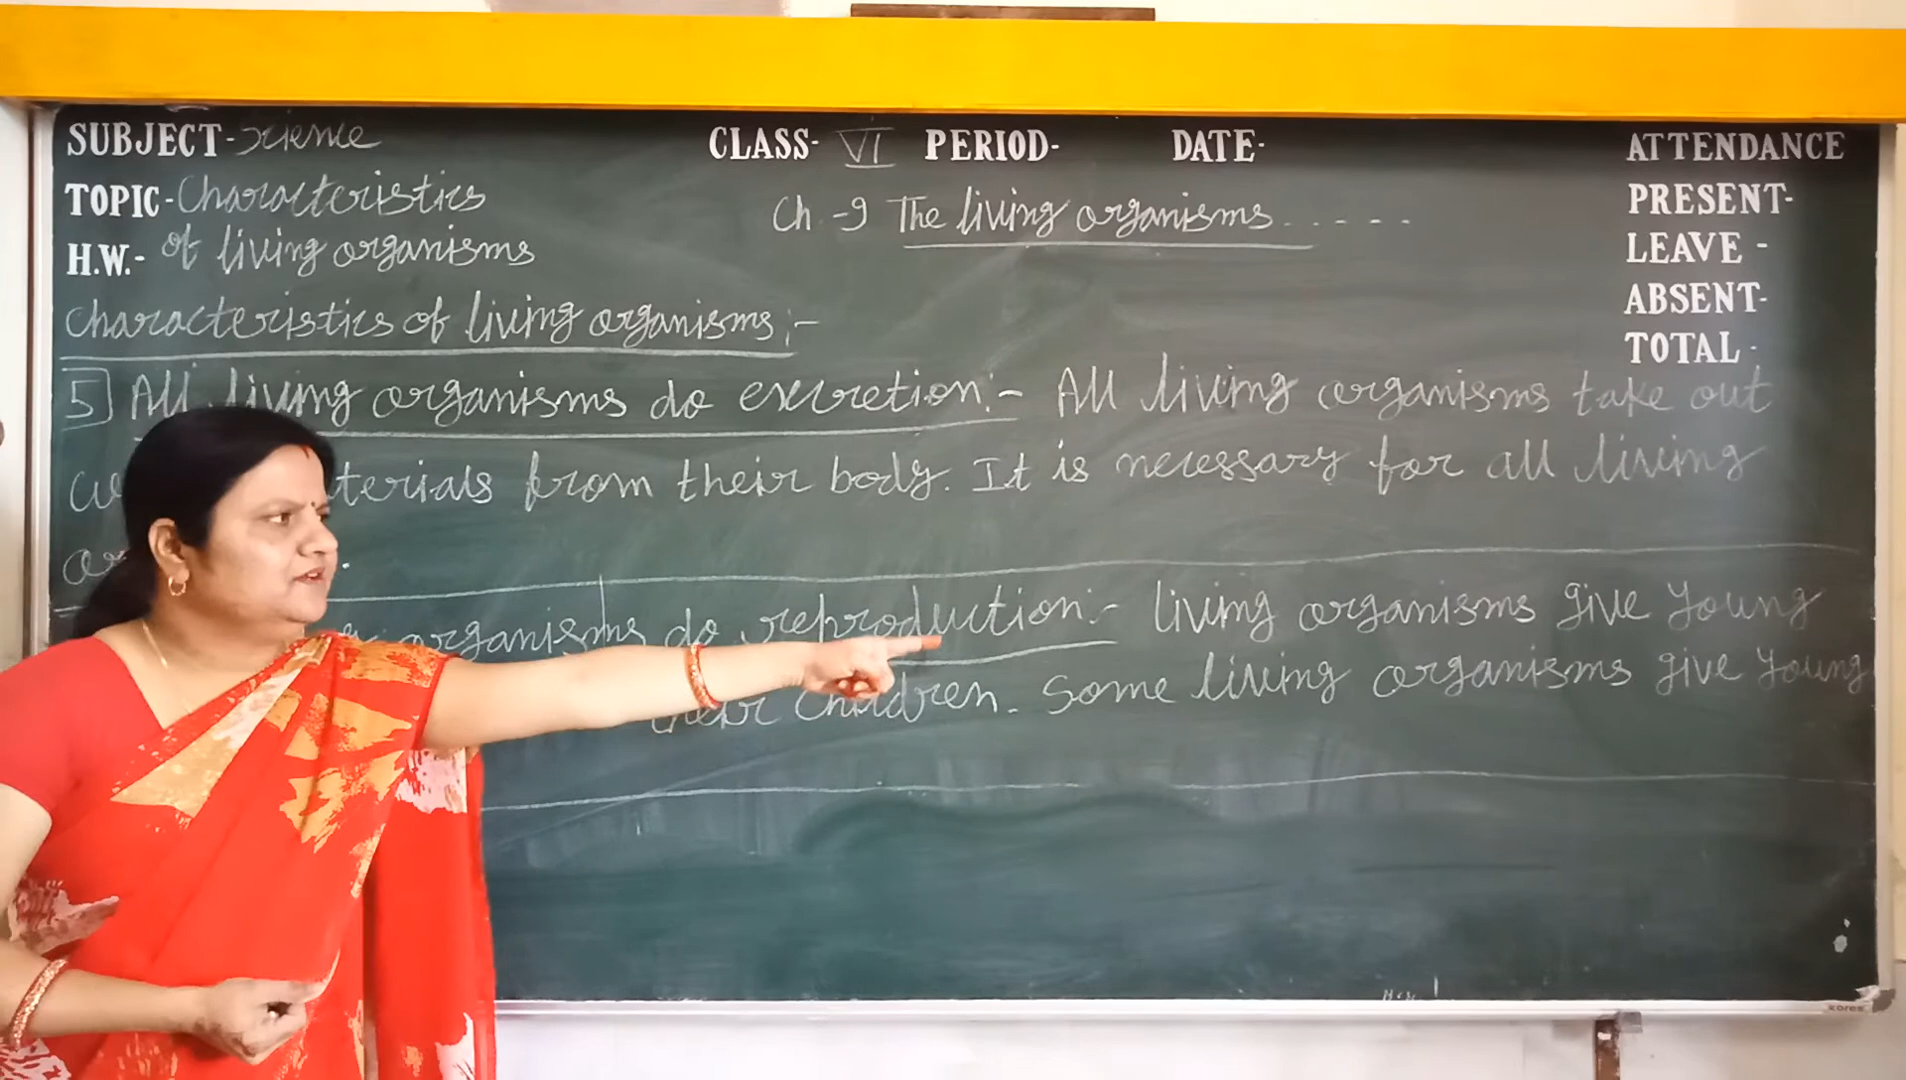 SUBJECT- Science CLASS- VI PERIOD- DATE- ATTENDANCE
TOPIC- Characteristics Ch - 9 The living organisms ..... PRESENT-
H.W.- of living organisms LEAVE -
ABSENT-
Characteristics of living organisms :- TOTAL -
5] All living organisms do excretion :- All living organisms take out
terials from their body. It is necessary for all living
organisms do reproduction :- living organisms give young
their children. Some living organisms give young
kores